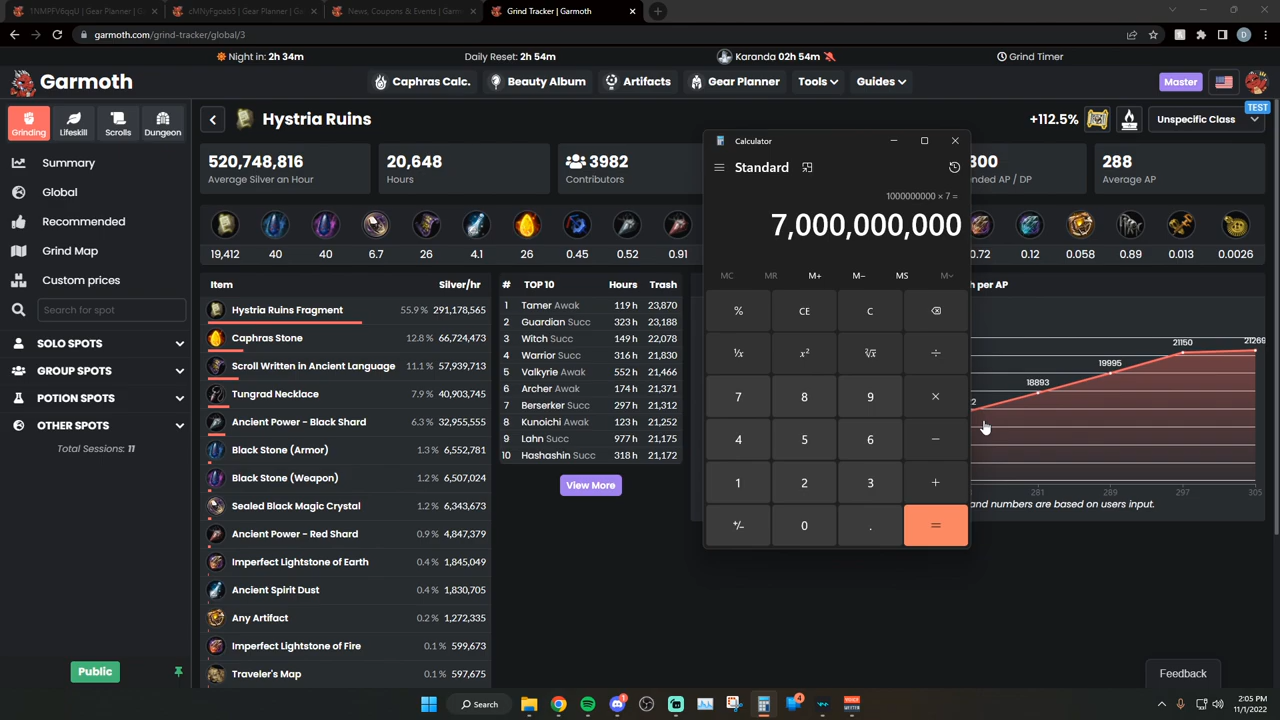 1NMPFV6qqU | Gear Planner | Ga
cMNyFgoab5 | Gear Planner | Garm
News, Coupons & Events | Garmoth
Grind Tracker | Garmoth
garmoth.com/grind-tracker/global/3
D
Night in: 2h 34m
Daily Reset: 2h 54m
Karanda 02h 54m
Grind Timer
Garmoth
Caphras Calc.
Beauty Album
Artifacts
Gear Planner
Tools
Guides
Master
TEST
Grinding
Lifeskill
Scrolls
Dungeon
Hystria Ruins
+112.5%
Unspecific Class
Summary
Global
Recommended
Grind Map
Custom prices
Search for spot
SOLO SPOTS
GROUP SPOTS
POTION SPOTS
OTHER SPOTS
Total Sessions: 11
Public
520,748,816
Average Silver an Hour
20,648
Hours
3982
Contributors
300
nded AP / DP
288
Average AP
19,412 40 40 6.7 26 4.1 26 0.45 0.52 0.91
0.72 0.12 0.058 0.89 0.013 0.0026
Item Silver/hr
Hystria Ruins Fragment 55.9 % 291,178,565
Caphras Stone 12.8 % 66,724,473
Scroll Written in Ancient Language 11.1 % 57,939,713
Tungrad Necklace 7.9 % 40,903,745
Ancient Power - Black Shard 6.3 % 32,955,555
Black Stone (Armor) 1.3 % 6,552,781
Black Stone (Weapon) 1.2 % 6,507,024
Sealed Black Magic Crystal 1.2 % 6,343,673
Ancient Power - Red Shard 0.9 % 4,847,379
Imperfect Lightstone of Earth 0.4 % 1,845,049
Ancient Spirit Dust 0.4 % 1,830,705
Any Artifact 0.2 % 1,272,335
Imperfect Lightstone of Fire 0.1 % 599,673
Traveler's Map 0.1 % 597,675
# TOP 10 Hours Trash
1 Tamer Awak 119 h 23,870
2 Guardian Succ 323 h 23,188
3 Witch Succ 149 h 22,078
4 Warrior Succ 316 h 21,830
5 Valkyrie Awak 552 h 21,466
6 Archer Awak 174 h 21,371
7 Berserker Succ 297 h 21,312
8 Kunoichi Awak 123 h 21,252
9 Lahn Succ 977 h 21,175
10 Hashashin Succ 318 h 21,172
View More
Calculator
Standard
1000000000 × 7 =
7,000,000,000
MC MR M+ M− MS M˅
% CE C
¹/x x² ²√x ÷
7 8 9 ×
4 5 6 −
1 2 3 +
+/− 0 . =
h per AP
2
18893
19995
21150
21269
281 289 297 305
and numbers are based on users input.
Feedback
Search
1
4
2:05 PM
11/1/2022